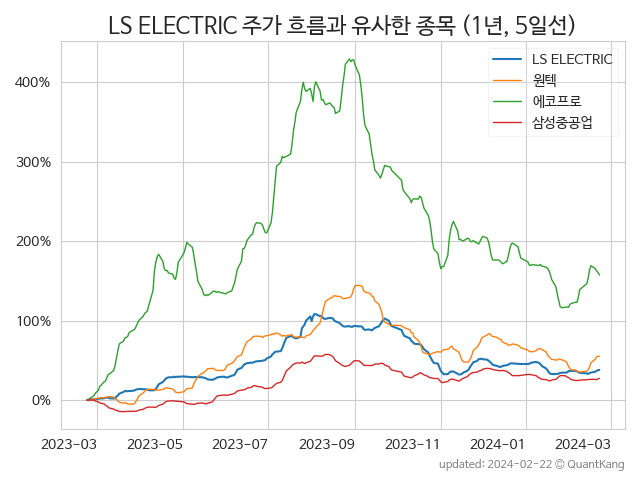 LS ELECTRIC 주가 흐름과 유사한 종목 (1년, 5일선)
LS ELECTRIC
원텍
에코프로
삼성중공업
400%
300%
200%
100%
0%
2023-03 2023-05 2023-07 2023-09 2023-11 2024-01 2024-03
updated: 2024-02-22 © QuantKang